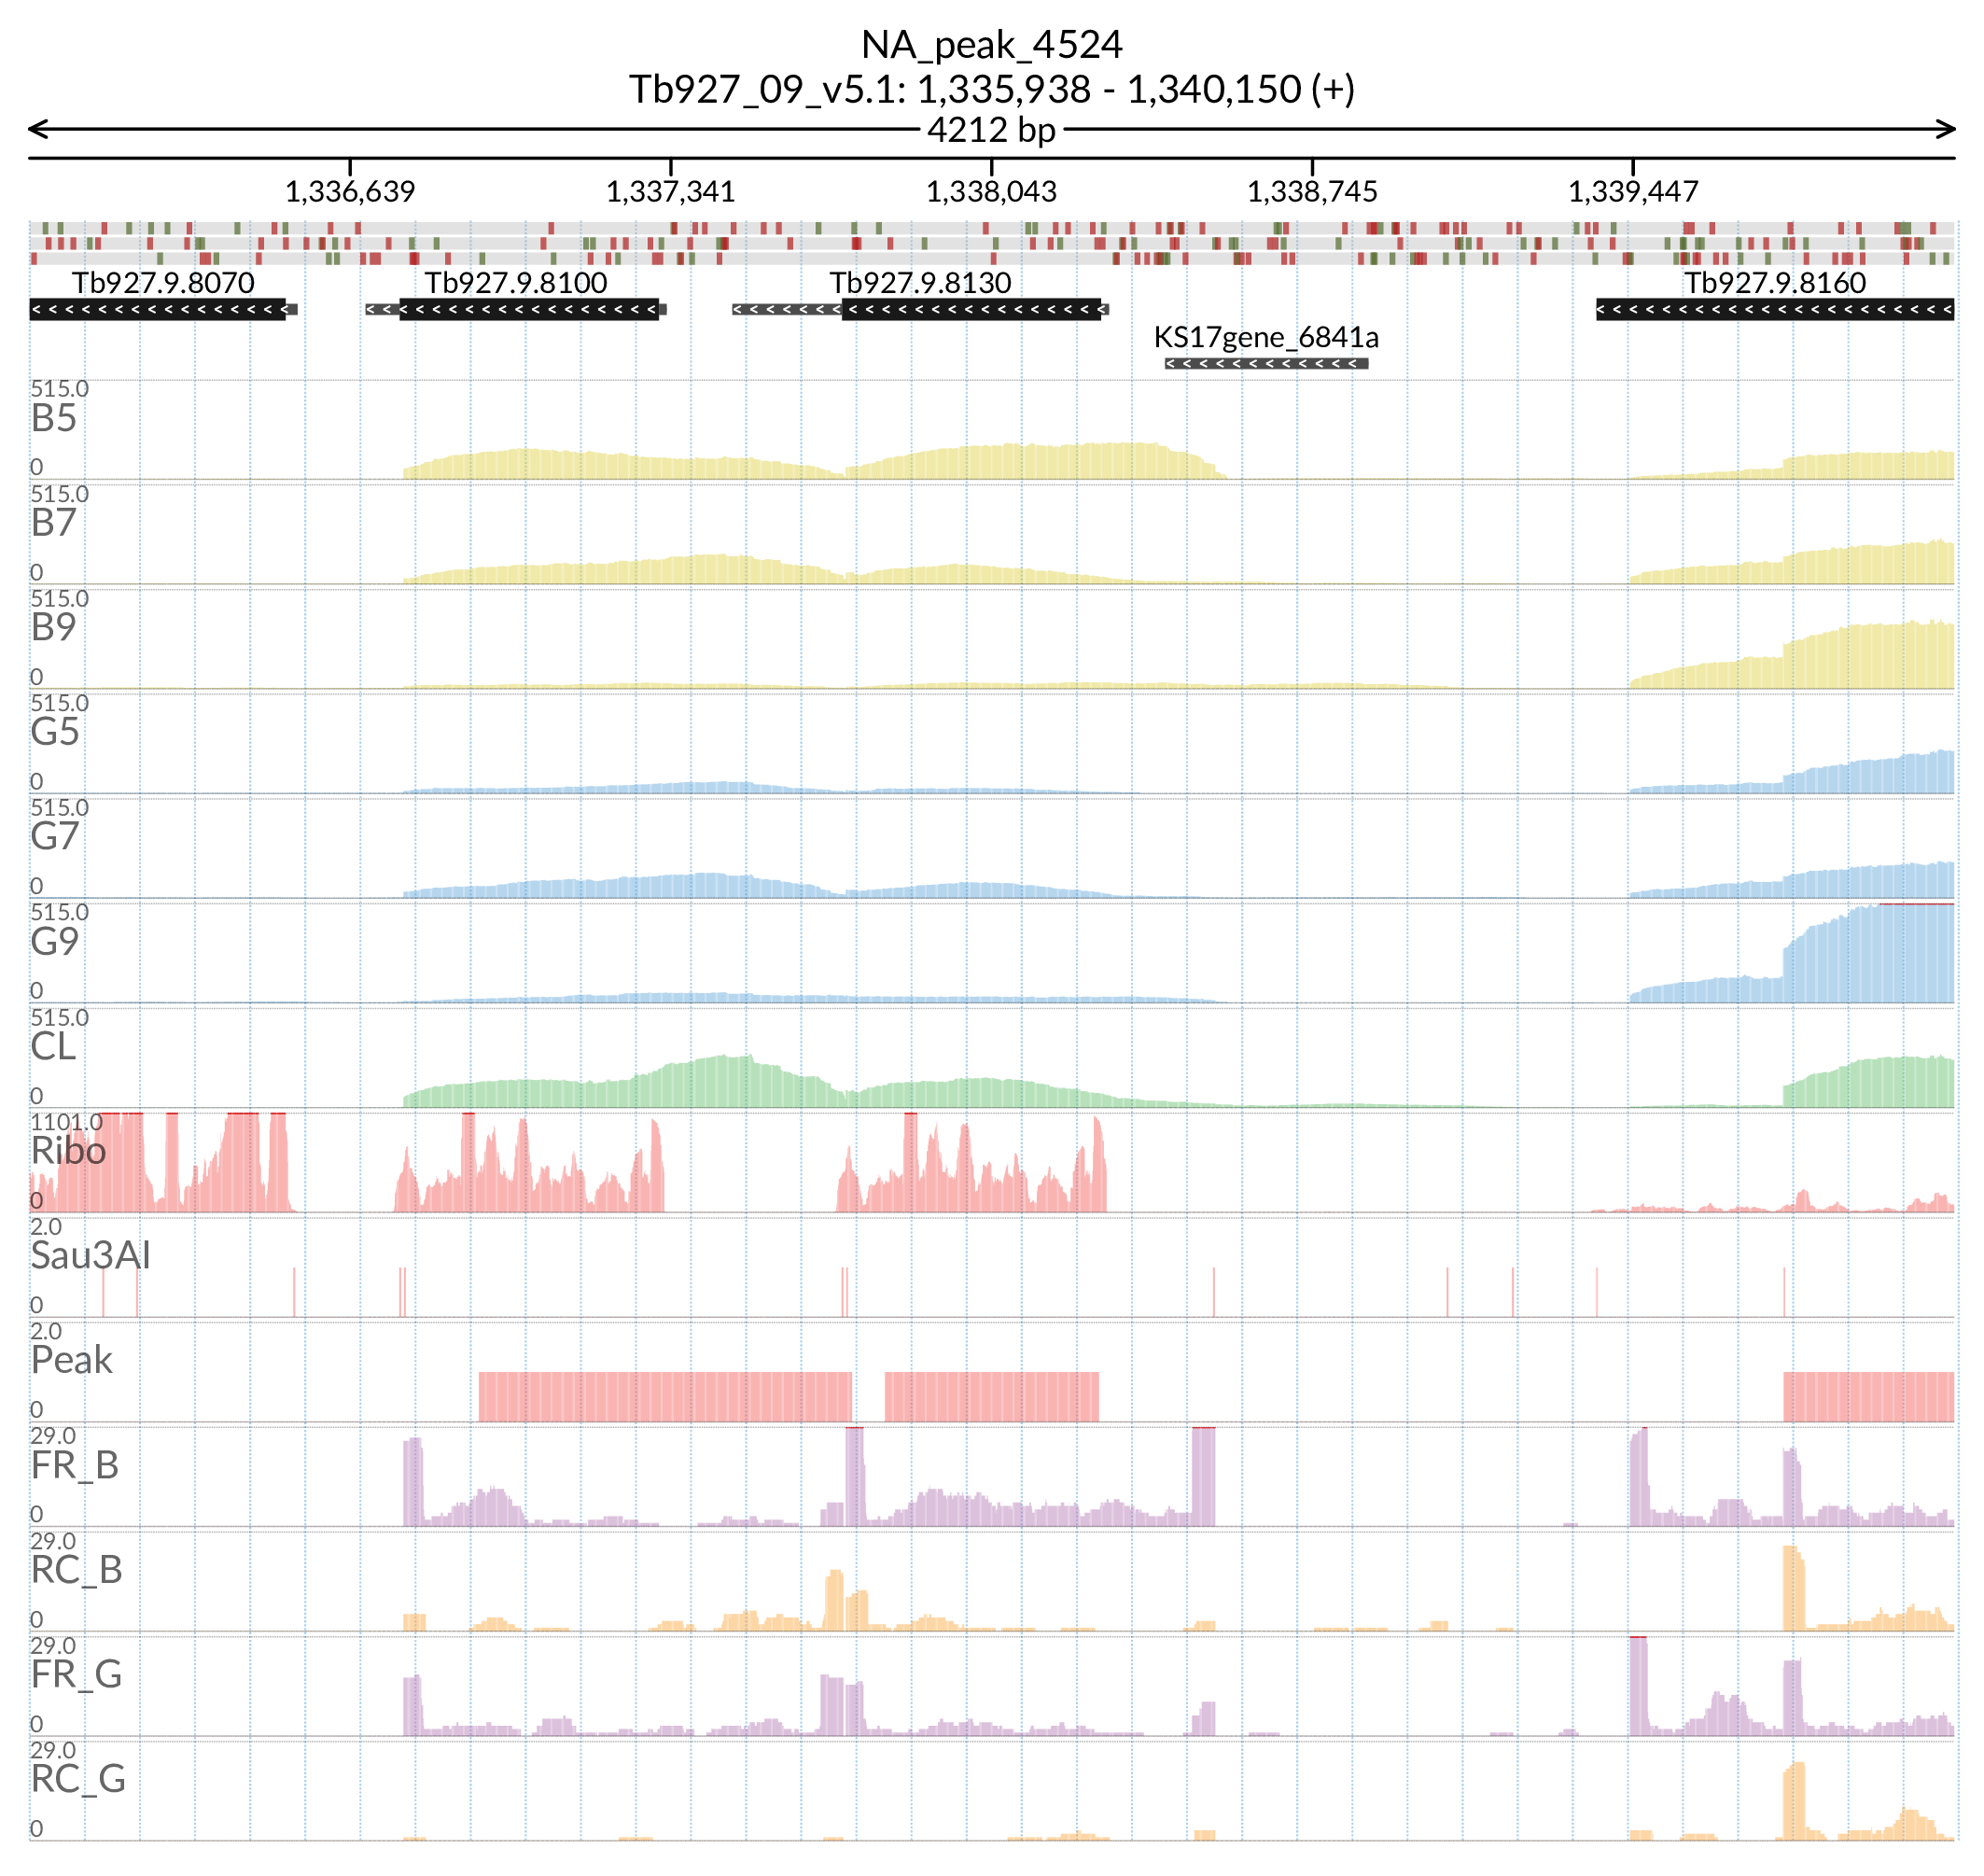 NA_peak_4524
Tb927_09_v5.1: 1,335,938 - 1,340,150 (+)
4212 bp
1,336,639 1,337,341 1,338,043 1,338,745 1,339,447
Tb927.9.8070 Tb927.9.8100 Tb927.9.8130 Tb927.9.8160
KS17gene_6841a
515.0
B5
0
515.0
B7
0
515.0
B9
0
515.0
G5
0
515.0
G7
0
515.0
G9
0
515.0
CL
0
1101.0
Ribo
0
2.0
Sau3AI
0
2.0
Peak
0
29.0
FR_B
0
29.0
RC_B
0
29.0
FR_G
0
29.0
RC_G
0